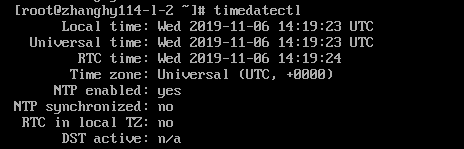 [root@zhanghy114-l-2 ~]# timedatectl
Local time: Wed 2019-11-06 14:19:23 UTC
Universal time: Wed 2019-11-06 14:19:23 UTC
RTC time: Wed 2019-11-06 14:19:24
Time zone: Universal (UTC, +0000)
NTP enabled: yes
NTP synchronized: no
RTC in local TZ: no
DST active: n/a